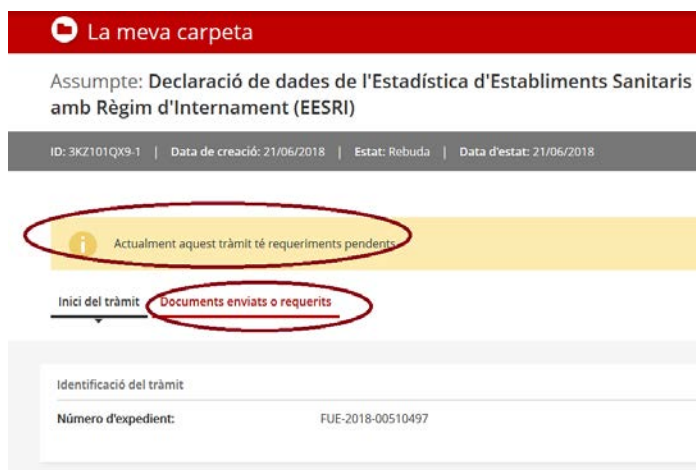 La meva carpeta
Assumpte: Declaració de dades de l'Estadística d'Establiments Sanitaris
amb Règim d'Internament (EESRI)
ID: 3KZ101QX9-1 | Data de creació: 21/06/2018 | Estat: Rebuda | Data d'estat: 21/06/2018
Actualment aquest tràmit té requeriments pendents
Inici del tràmit Documents enviats o requerits
Identificació del tràmit
Número d'expedient: FUE-2018-00510497